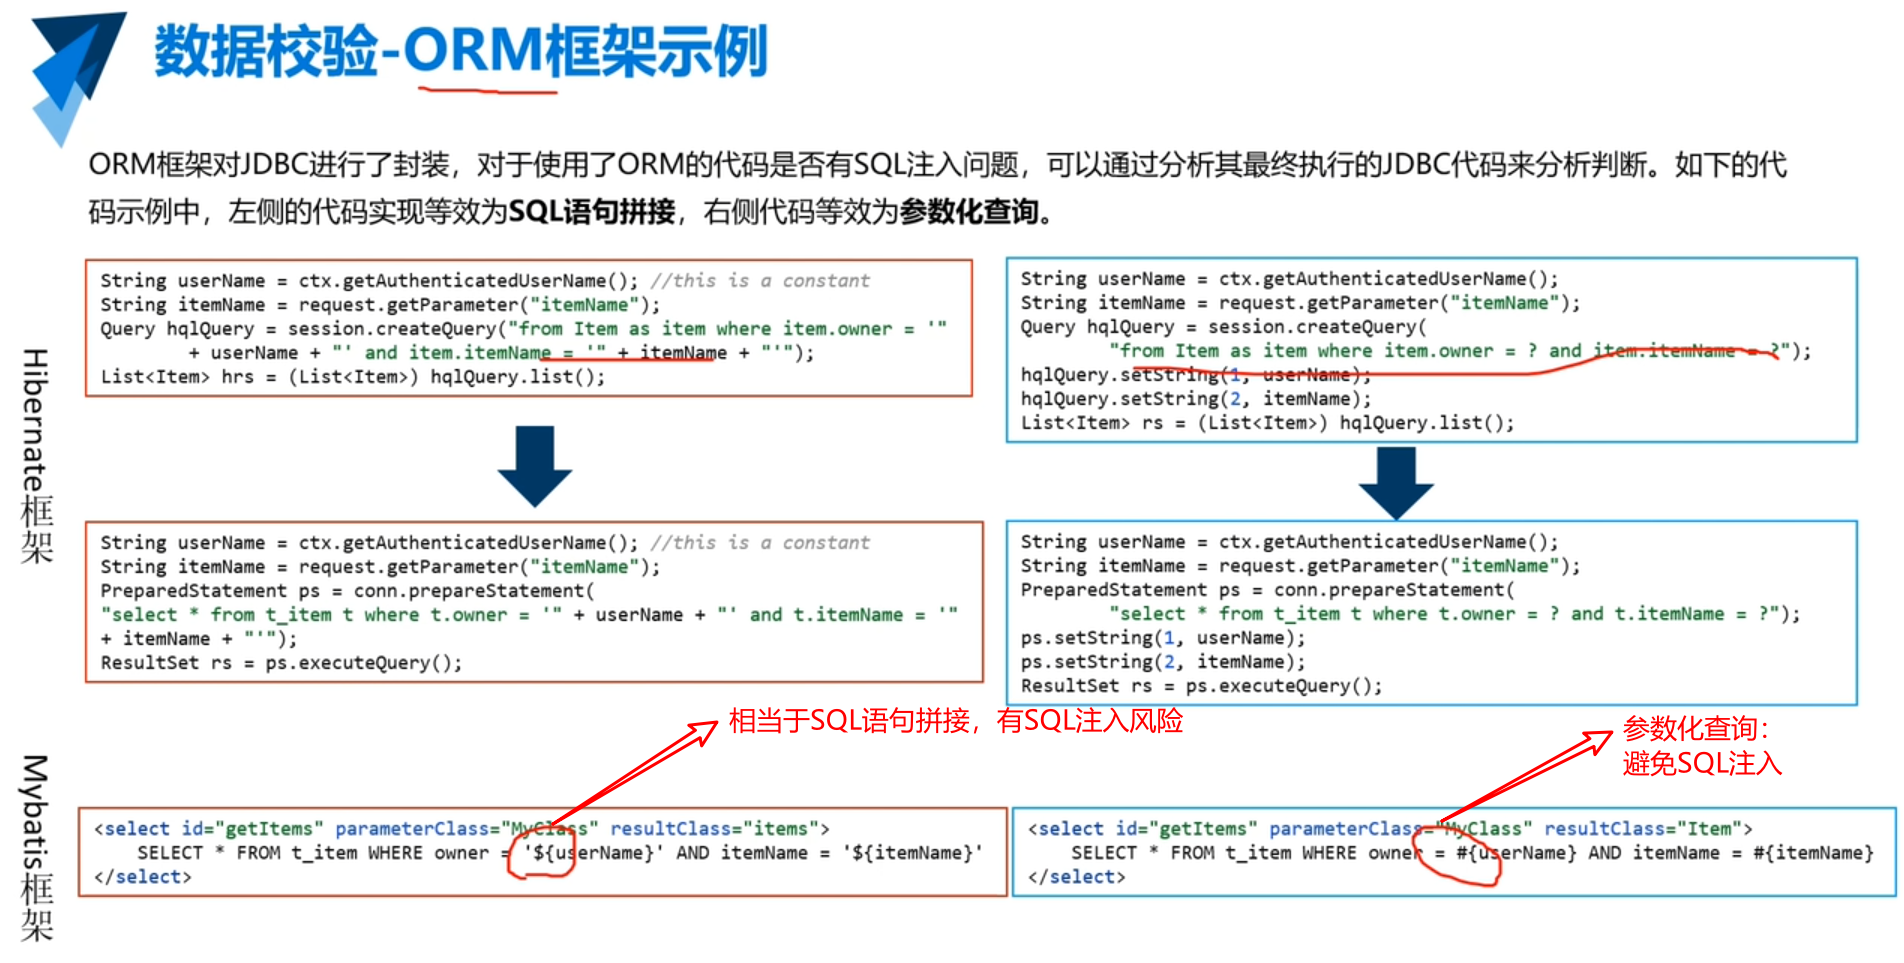 数据校验-ORM框架示例
ORM框架对JDBC进行了封装，对于使用了ORM的代码是否有SQL注入问题，可以通过分析其最终执行的JDBC代码来分析判断。如下的代
码示例中，左侧的代码实现等效为SQL语句拼接，右侧代码等效为参数化查询。
Hibernate框架
String userName = ctx.getAuthenticatedUserName(); //this is a constant
String itemName = request.getParameter("itemName");
Query hqlQuery = session.createQuery("from Item as item where item.owner = '"
+ userName + "' and item.itemName = '" + itemName + "'");
List<Item> hrs = (List<Item>) hqlQuery.list();
String userName = ctx.getAuthenticatedUserName();
String itemName = request.getParameter("itemName");
Query hqlQuery = session.createQuery(
"from Item as item where item.owner = ? and item.itemName = ?");
hqlQuery.setString(1, userName);
hqlQuery.setString(2, itemName);
List<Item> rs = (List<Item>) hqlQuery.list();
String userName = ctx.getAuthenticatedUserName(); //this is a constant
String itemName = request.getParameter("itemName");
PreparedStatement ps = conn.prepareStatement(
"select * from t_item t where t.owner = '" + userName + "' and t.itemName = '"
+ itemName + "'");
ResultSet rs = ps.executeQuery();
String userName = ctx.getAuthenticatedUserName();
String itemName = request.getParameter("itemName");
PreparedStatement ps = conn.prepareStatement(
"select * from t_item t where t.owner = ? and t.itemName = ?");
ps.setString(1, userName);
ps.setString(2, itemName);
ResultSet rs = ps.executeQuery();
相当于SQL语句拼接，有SQL注入风险
参数化查询：
避免SQL注入
Mybatis框架
<select id="getItems" parameterClass="MyClass" resultClass="items">
SELECT * FROM t_item WHERE owner = '${userName}' AND itemName = '${itemName}'
</select>
<select id="getItems" parameterClass="MyClass" resultClass="Item">
SELECT * FROM t_item WHERE owner = #{userName} AND itemName = #{itemName}
</select>